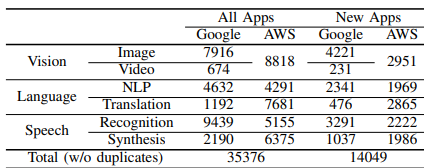 All Apps New Apps
Google AWS Google AWS
Vision Image 7916 8818 4221 2951
Video 674 231
Language NLP 4632 4291 2341 1969
Translation 1192 7681 476 2865
Speech Recognition 9439 5155 3291 2222
Synthesis 2190 6375 1037 1986
Total (w/o duplicates) 35376 14049